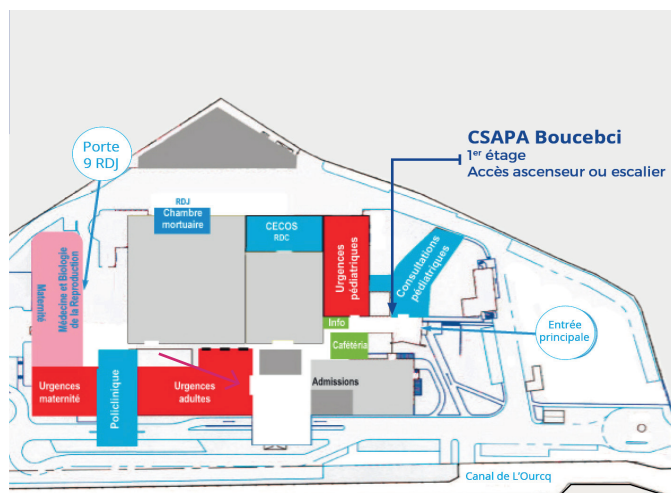 CSAPA Boucebci
1er étage
Accès ascenseur ou escalier
Porte
9 RDJ
RDJ
Chambre
mortuaire
CECOS
RDC
Urgences
pédiatriques
Consultations
pédiatriques
Maternité
Médecine et Biologie
de la Reproduction
Info
Entrée
principale
Cafétéria
Urgences
maternité
Policlinique
Urgences
adultes
Admissions
Canal de L'Ourcq